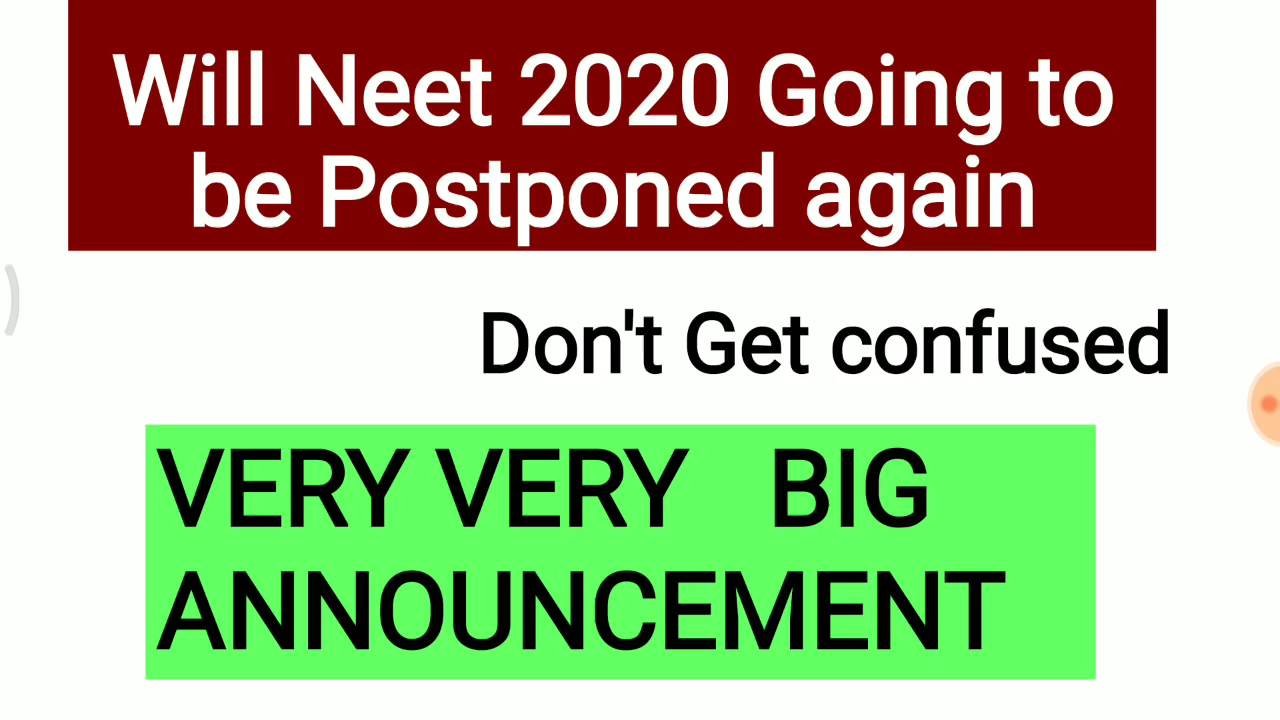 Will Neet 2020 Going to
be Postponed again
Don't Get confused
VERY VERY BIG
ANNOUNCEMENT